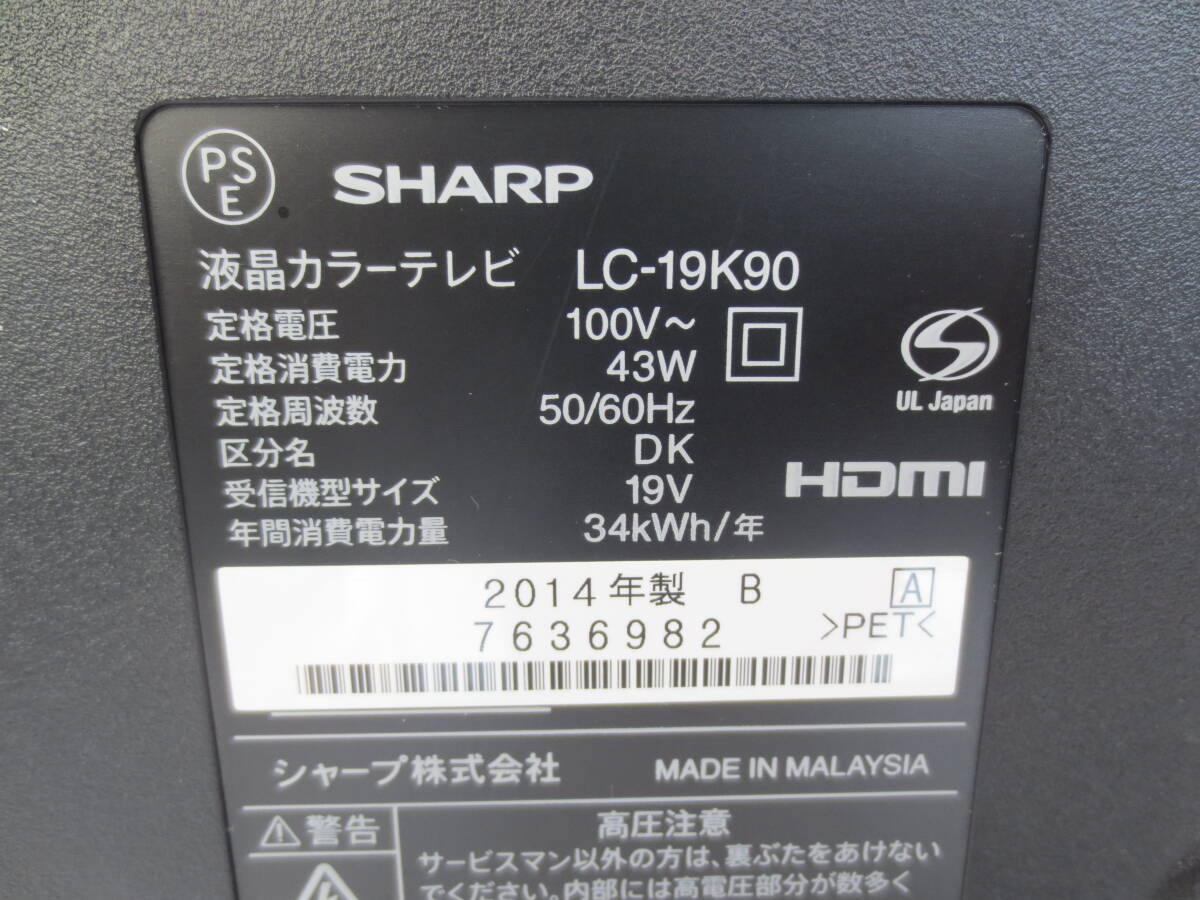 PSE SHARP
液晶カラーテレビ LC-19K90
定格電圧 100V～
定格消費電力 43W
定格周波数 50/60Hz
UL Japan
区分名 DK
受信機型サイズ 19V
HDMI
年間消費電力量 34kWh/年
2014年製 B A
7636982 >PET<
シャープ株式会社 MADE IN MALAYSIA
⚠警告 高圧注意
サービスマン以外の方は、裏ぶたをあけない
でください。内部には高電圧部分が数多く